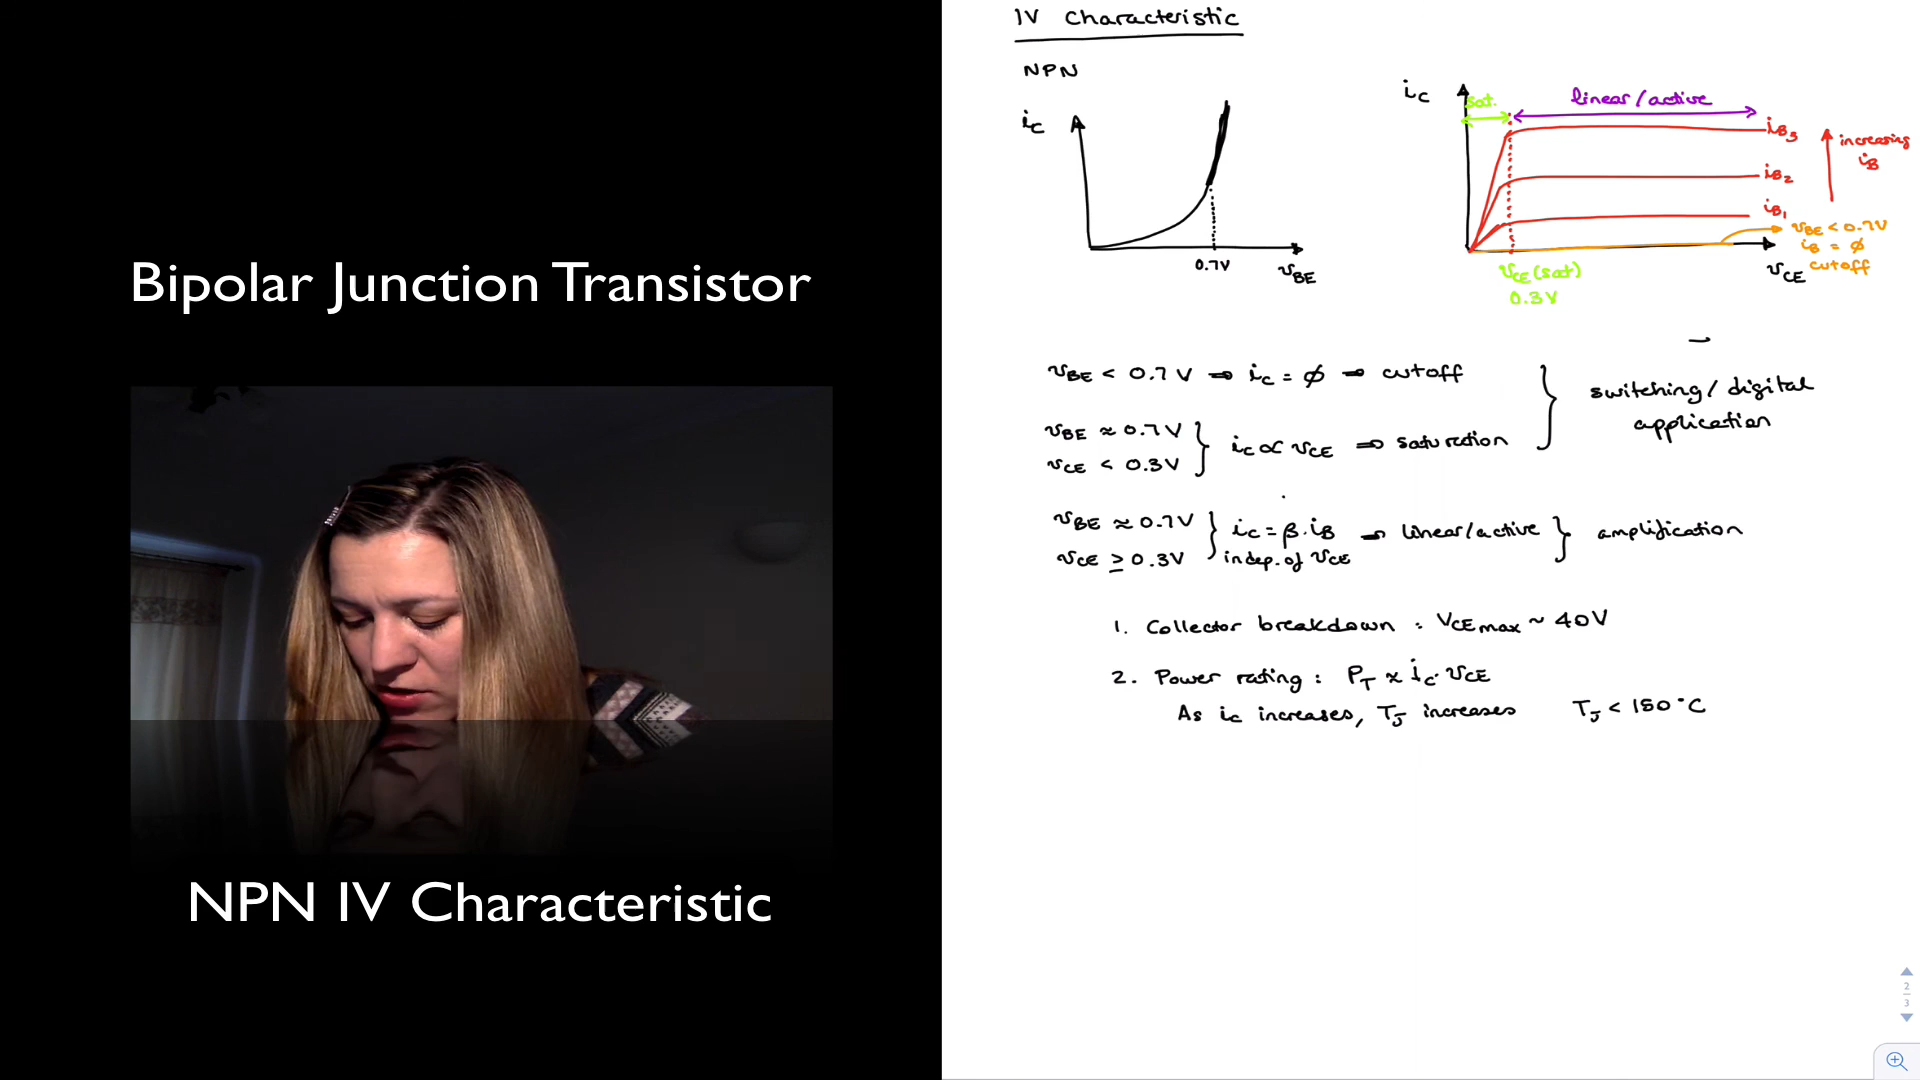 Bipolar Junction Transistor
NPN IV Characteristic
IV Characteristic
NPN
iC
0.7V
vBE
iC
sat.
linear/active
iB3
increasing
iB
iB2
iB1
vBE < 0.7V
iB = ∅
cutoff
vCE
vCE(sat)
0.3V
vBE < 0.7V ⇒ iC = ∅ ⇒ cutoff
vBE ≈ 0.7V
vCE < 0.3V
iC ∝ vCE ⇒ saturation
switching/digital
application
vBE ≈ 0.7V
vCE ≥ 0.3V
iC = β.iB ⇒ linear/active
indep. of vCE
amplification
1. Collector breakdown : VCEmax ~ 40V
2. Power rating : PT ≈ iC.vCE
As iC increases, TJ increases TJ < 150°C
2
3